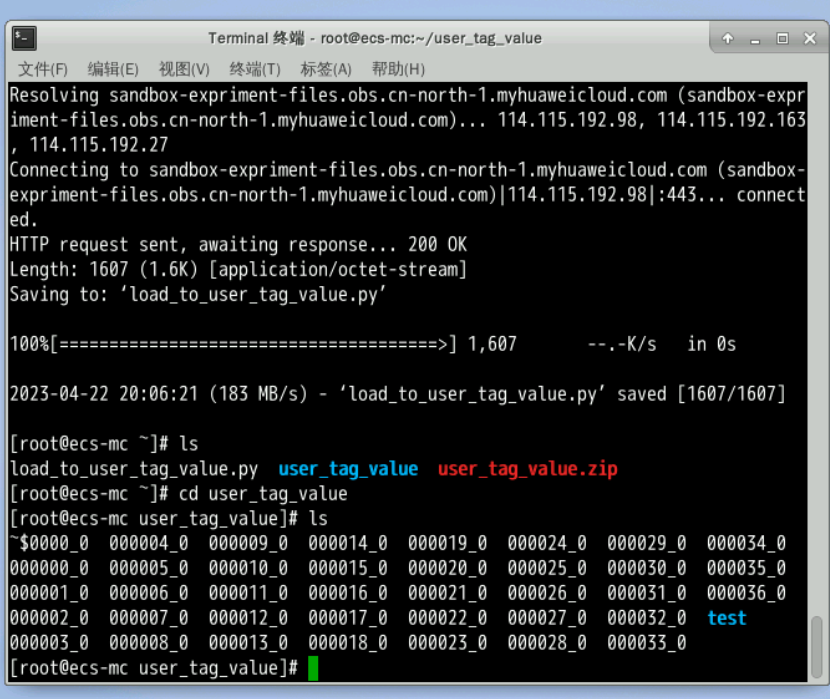 Terminal 终端 - root@ecs-mc:~/user_tag_value
文件(F) 编辑(E) 视图(V) 终端(T) 标签(A) 帮助(H)
Resolving sandbox-expriment-files.obs.cn-north-1.myhuaweicloud.com (sandbox-expr
iment-files.obs.cn-north-1.myhuaweicloud.com)... 114.115.192.98, 114.115.192.163
, 114.115.192.27
Connecting to sandbox-expriment-files.obs.cn-north-1.myhuaweicloud.com (sandbox-
expriment-files.obs.cn-north-1.myhuaweicloud.com)|114.115.192.98|:443... connect
ed.
HTTP request sent, awaiting response... 200 OK
Length: 1607 (1.6K) [application/octet-stream]
Saving to: ‘load_to_user_tag_value.py’
100%[======================================>] 1,607       --.-K/s   in 0s
2023-04-22 20:06:21 (183 MB/s) - ‘load_to_user_tag_value.py’ saved [1607/1607]
[root@ecs-mc ~]# ls
load_to_user_tag_value.py  user_tag_value  user_tag_value.zip
[root@ecs-mc ~]# cd user_tag_value
[root@ecs-mc user_tag_value]# ls
~$0000_0  000004_0  000009_0  000014_0  000019_0  000024_0  000029_0  000034_0
000000_0  000005_0  000010_0  000015_0  000020_0  000025_0  000030_0  000035_0
000001_0  000006_0  000011_0  000016_0  000021_0  000026_0  000031_0  000036_0
000002_0  000007_0  000012_0  000017_0  000022_0  000027_0  000032_0  test
000003_0  000008_0  000013_0  000018_0  000023_0  000028_0  000033_0
[root@ecs-mc user_tag_value]#